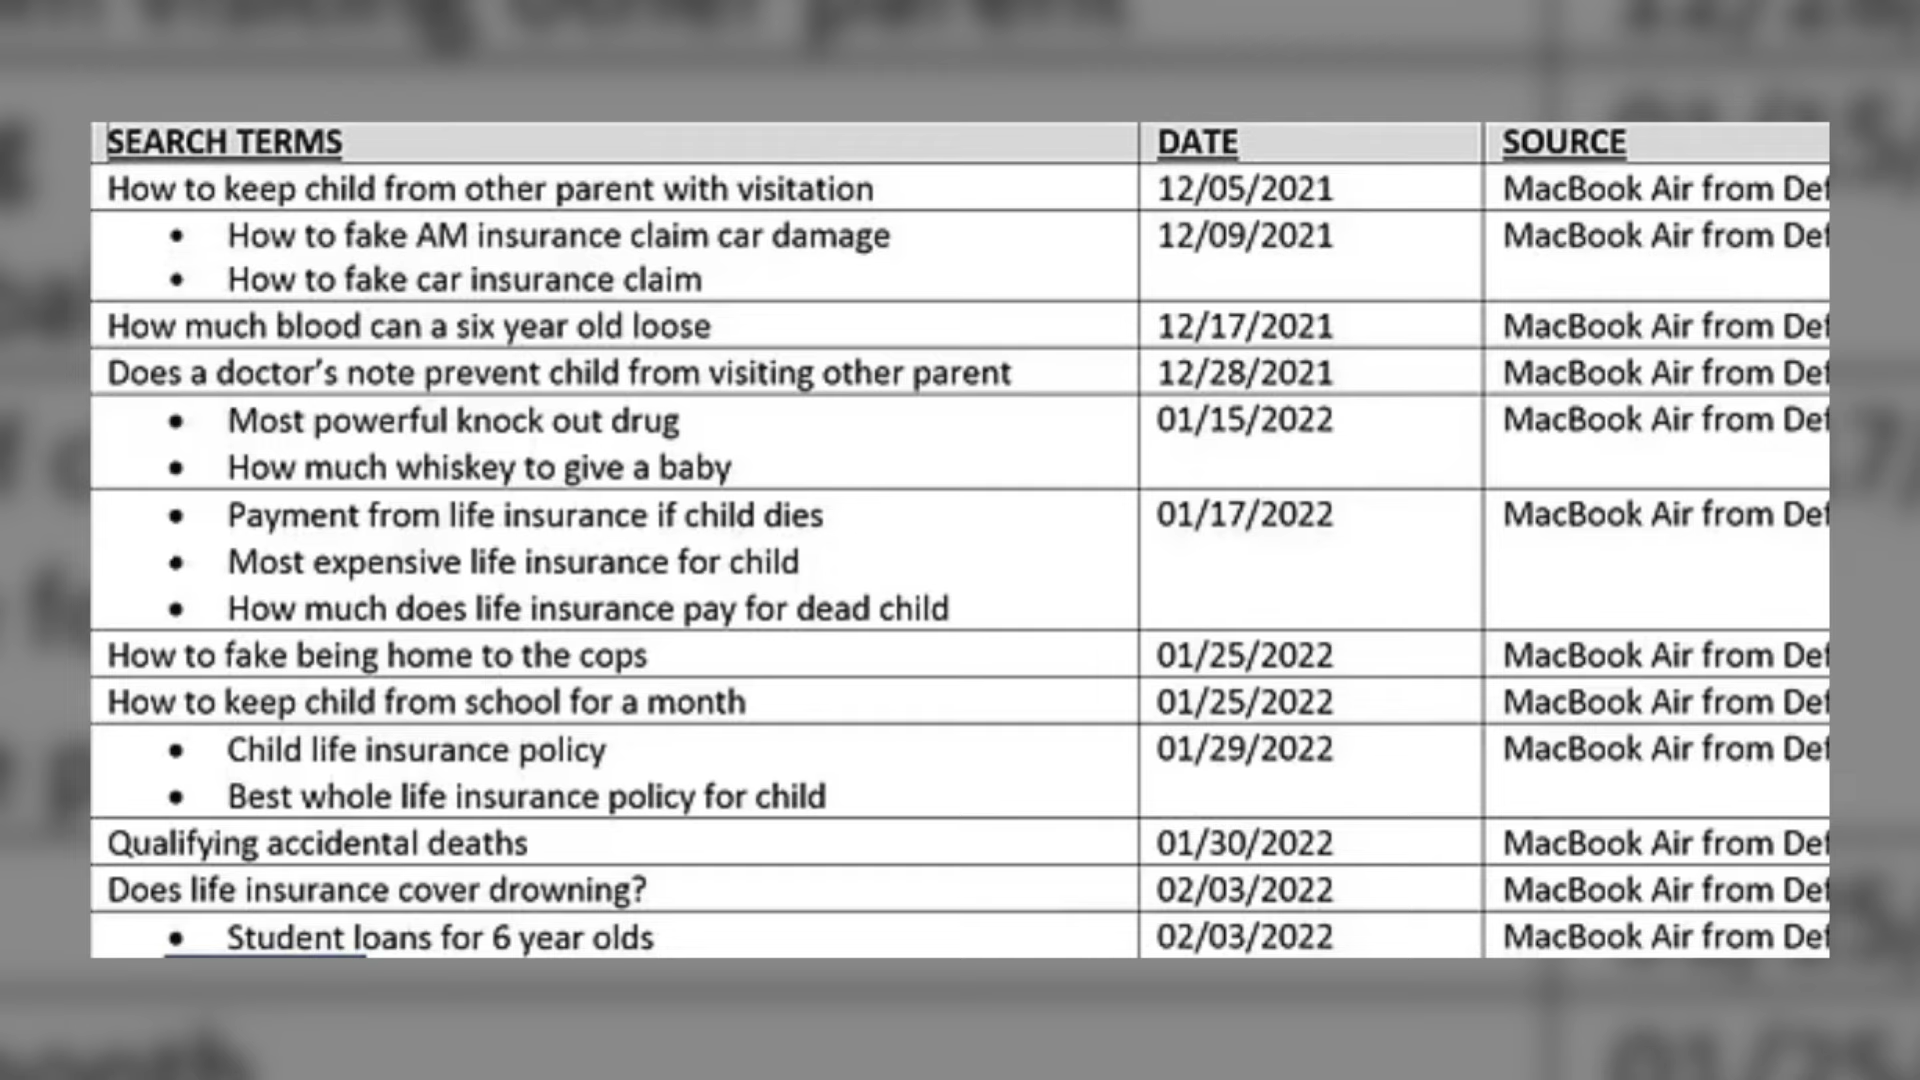 SEARCH TERMS DATE SOURCE
How to keep child from other parent with visitation 12/05/2021 MacBook Air from Def
• How to fake AM insurance claim car damage 12/09/2021 MacBook Air from Def
• How to fake car insurance claim
How much blood can a six year old loose 12/17/2021 MacBook Air from Def
Does a doctor’s note prevent child from visiting other parent 12/28/2021 MacBook Air from Def
• Most powerful knock out drug 01/15/2022 MacBook Air from Def
• How much whiskey to give a baby
• Payment from life insurance if child dies 01/17/2022 MacBook Air from Def
• Most expensive life insurance for child
• How much does life insurance pay for dead child
How to fake being home to the cops 01/25/2022 MacBook Air from Def
How to keep child from school for a month 01/25/2022 MacBook Air from Def
• Child life insurance policy 01/29/2022 MacBook Air from Def
• Best whole life insurance policy for child
Qualifying accidental deaths 01/30/2022 MacBook Air from Def
Does life insurance cover drowning? 02/03/2022 MacBook Air from Def
• Student loans for 6 year olds 02/03/2022 MacBook Air from Def